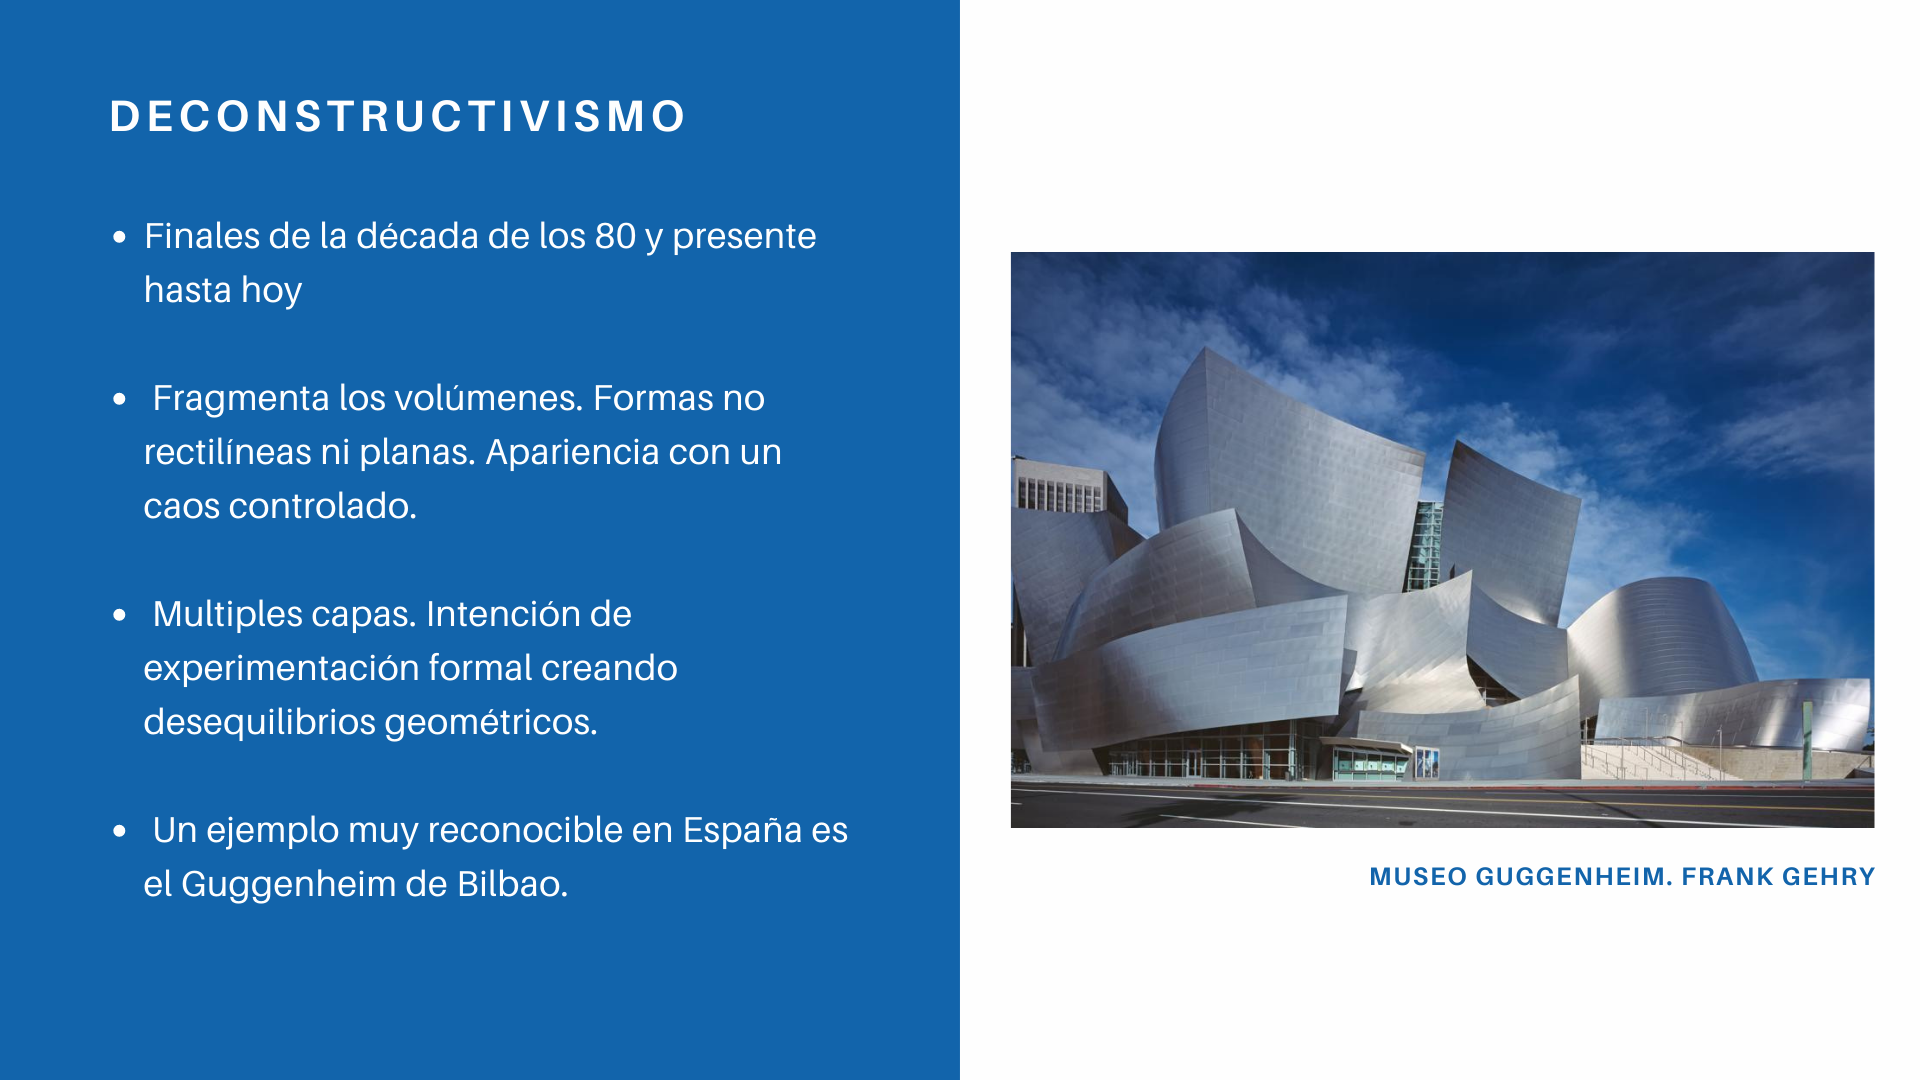 DECONSTRUCTIVISMO
• Finales de la década de los 80 y presente
hasta hoy
• Fragmenta los volúmenes. Formas no
rectilíneas ni planas. Apariencia con un
caos controlado.
• Multiples capas. Intención de
experimentación formal creando
desequilibrios geométricos.
• Un ejemplo muy reconocible en España es
el Guggenheim de Bilbao.
MUSEO GUGGENHEIM. FRANK GEHRY